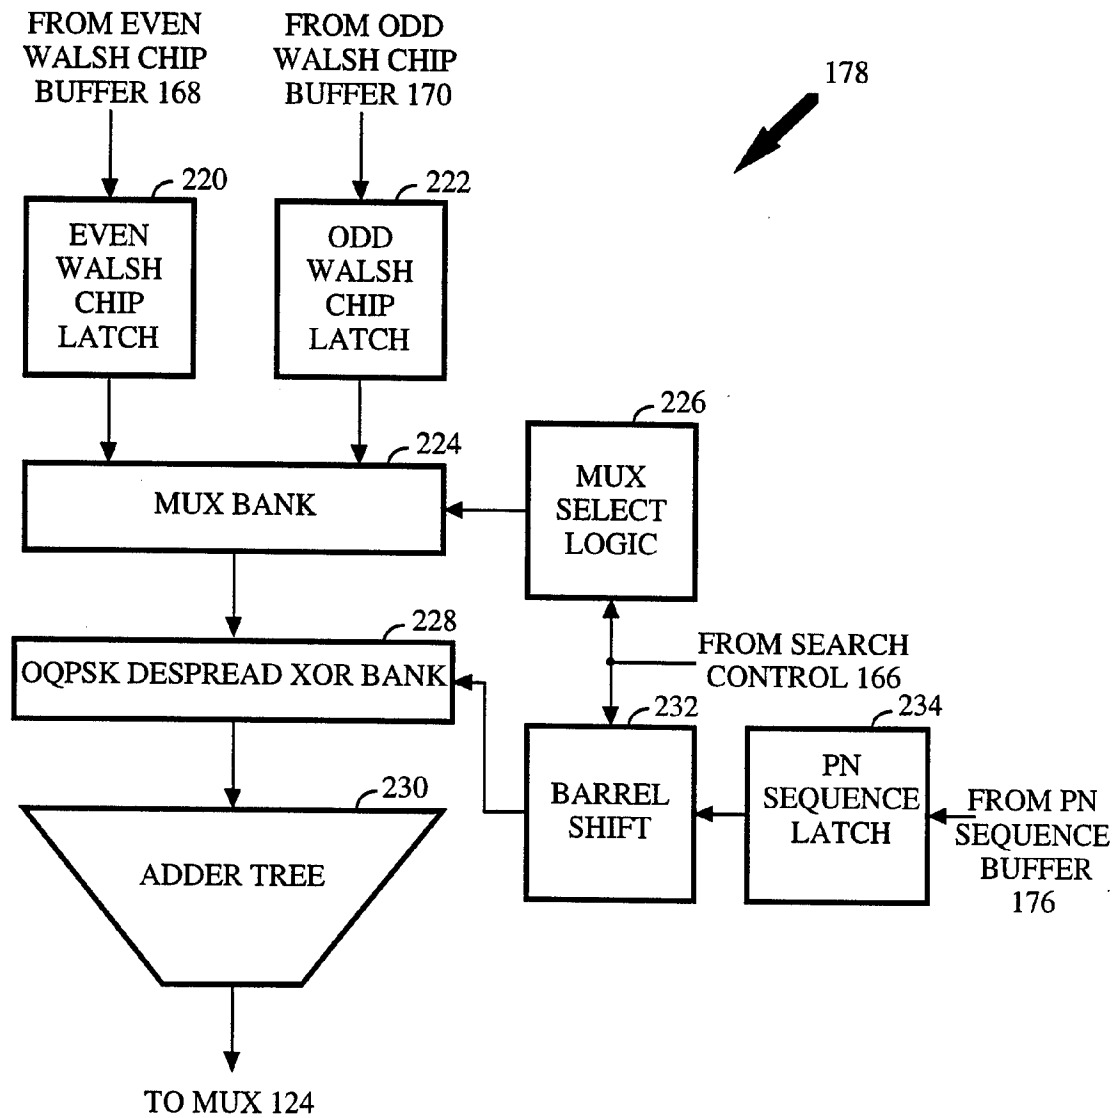 FROM EVEN
WALSH CHIP
BUFFER 168
FROM ODD
WALSH CHIP
BUFFER 170
178
220
222
EVEN
WALSH
CHIP
LATCH
ODD
WALSH
CHIP
LATCH
224
226
MUX BANK
MUX
SELECT
LOGIC
228
OQPSK DESPREAD XOR BANK
FROM SEARCH
CONTROL 166
232
234
230
BARREL
SHIFT
PN
SEQUENCE
LATCH
FROM PN
SEQUENCE
BUFFER
176
ADDER TREE
TO MUX 124